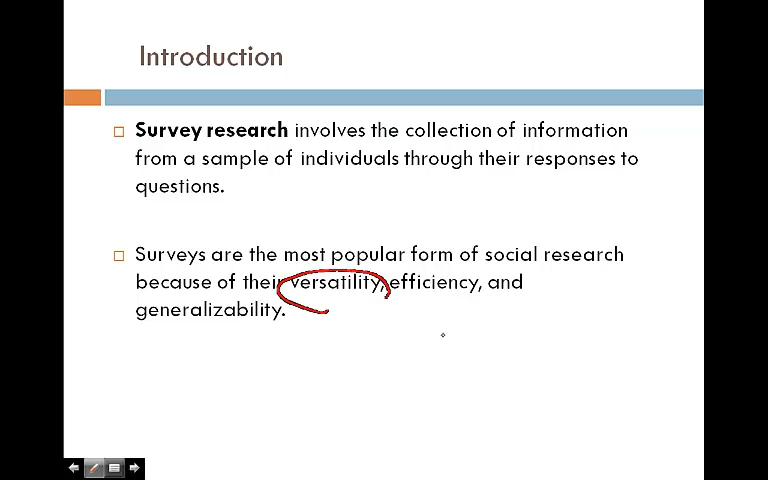 Introduction
Survey research involves the collection of information
from a sample of individuals through their responses to
questions.
Surveys are the most popular form of social research
because of their versatility, efficiency, and
generalizability.